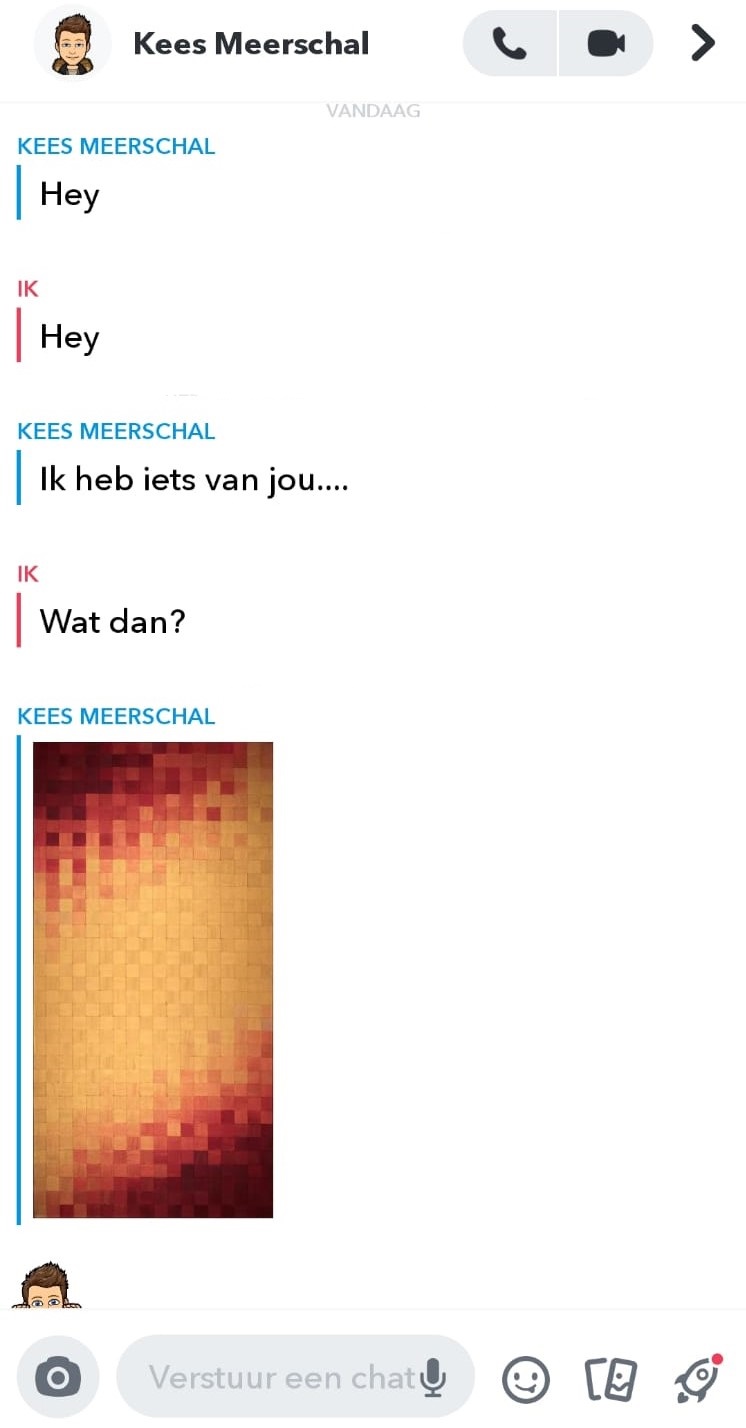 Kees Meerschal
VANDAAG
KEES MEERSCHAL
Hey
IK
Hey
KEES MEERSCHAL
Ik heb iets van jou....
IK
Wat dan?
KEES MEERSCHAL
Verstuur een chat